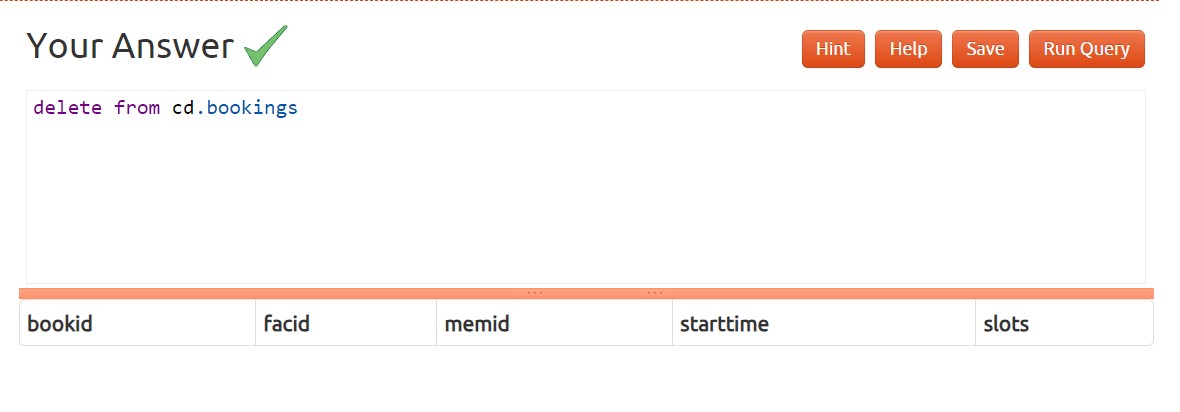 Your Answer
Hint Help Save Run Query
delete from cd.bookings
bookid facid memid starttime slots